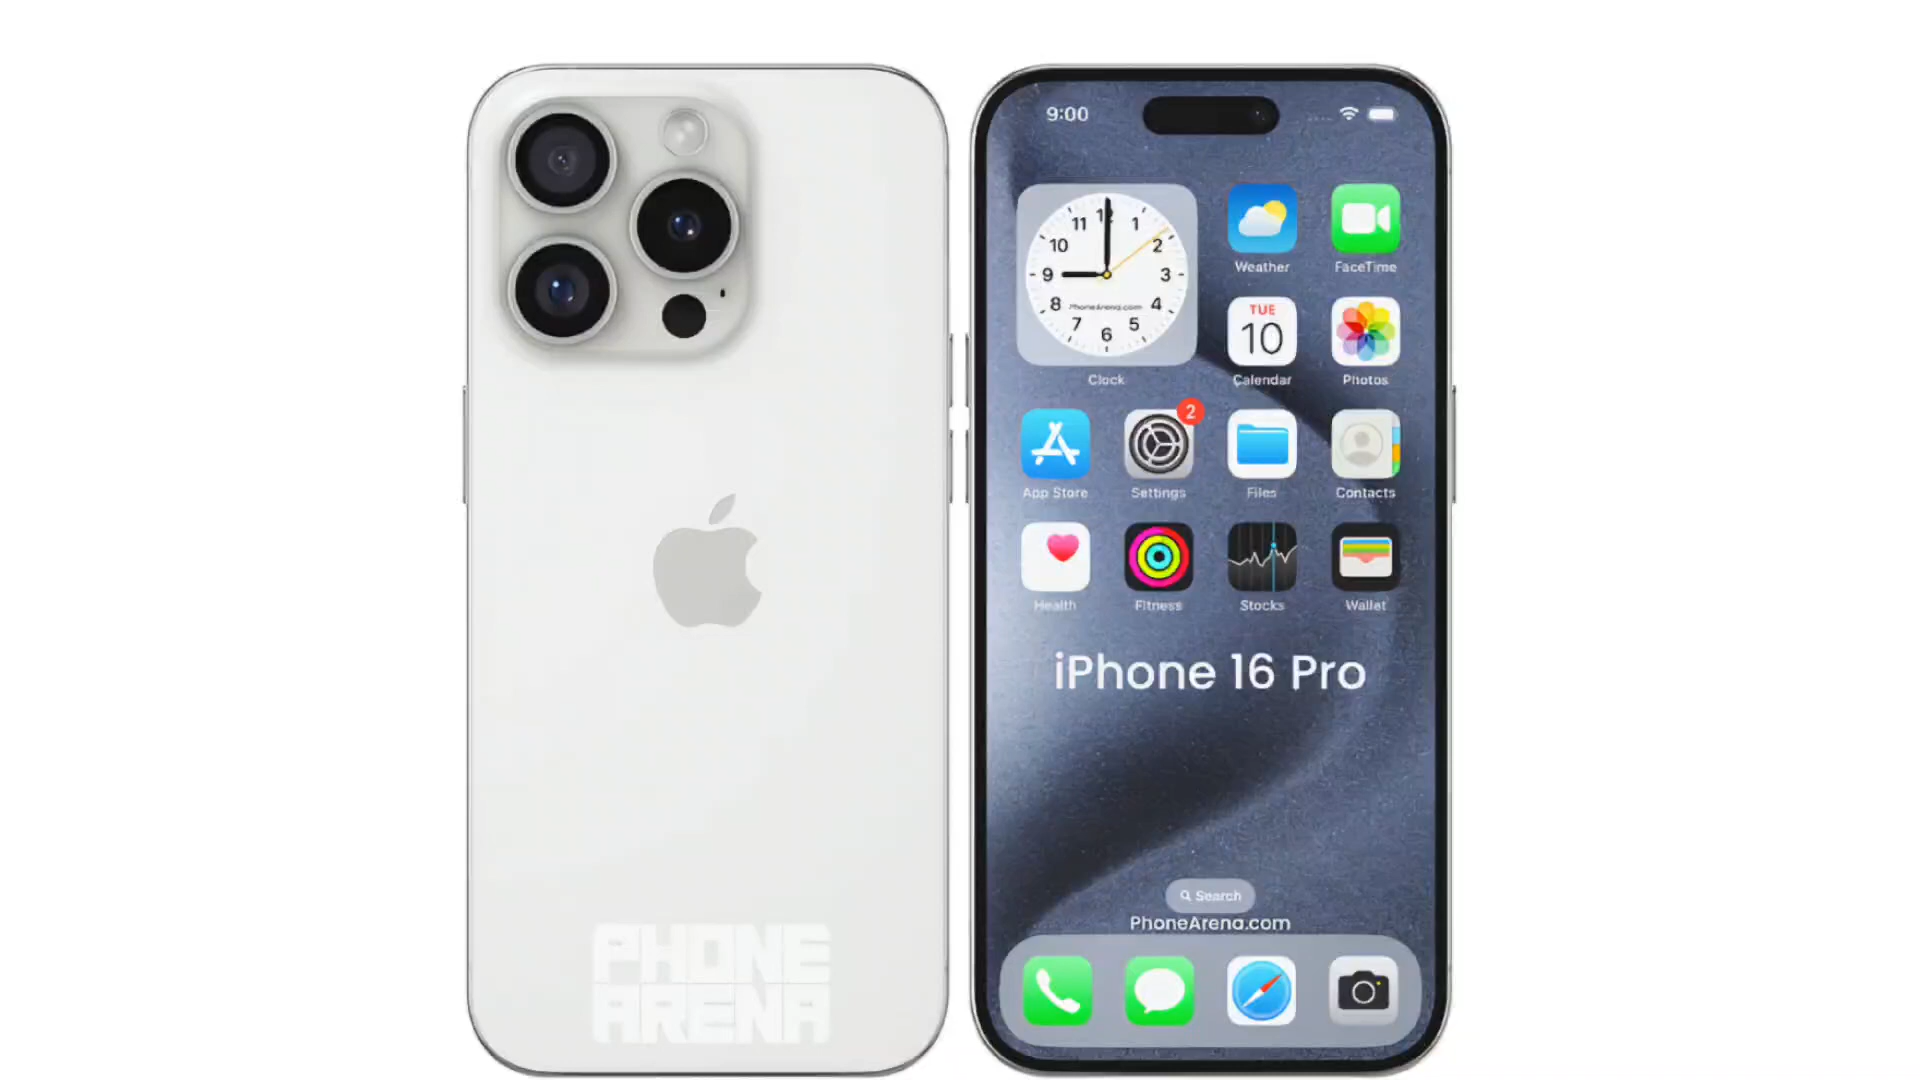 PHONE
ARENA
9:00
12
11
1
10
2
9
3
8
PhoneArena.com
4
7
5
6
Clock
Weather
FaceTime
TUE
10
Calendar
Photos
2
App Store
Settings
Files
Contacts
Health
Fitness
Stocks
Wallet
iPhone 16 Pro
Search
PhoneArena.com